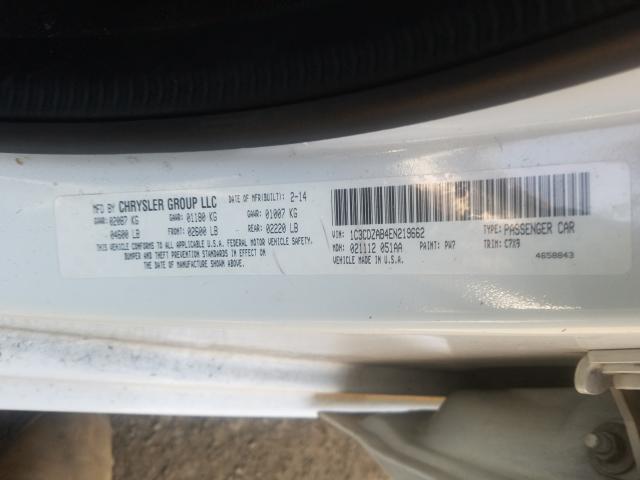 MFD BY CHRYSLER GROUP LLC DATE OF MFR(BUILT): 2-14
GVWR: 02087 KG GAWR: 01180 KG GAWR: 01007 KG
04600 LB FRONT: 02600 LB REAR: 02220 LB
THIS VEHICLE CONFORMS TO ALL APPLICABLE U.S.A. FEDERAL MOTOR VEHICLE SAFETY,
BUMPER AND THEFT PREVENTION STANDARDS IN EFFECT ON
THE DATE OF MANUFACTURE SHOWN ABOVE.
VIN: 1C3CDZAB4EN219662 TYPE: PASSENGER CAR
MDH: 021112 051AA PAINT: PW7 TRIM: C7X9
VEHICLE MADE IN U.S.A. 4658843